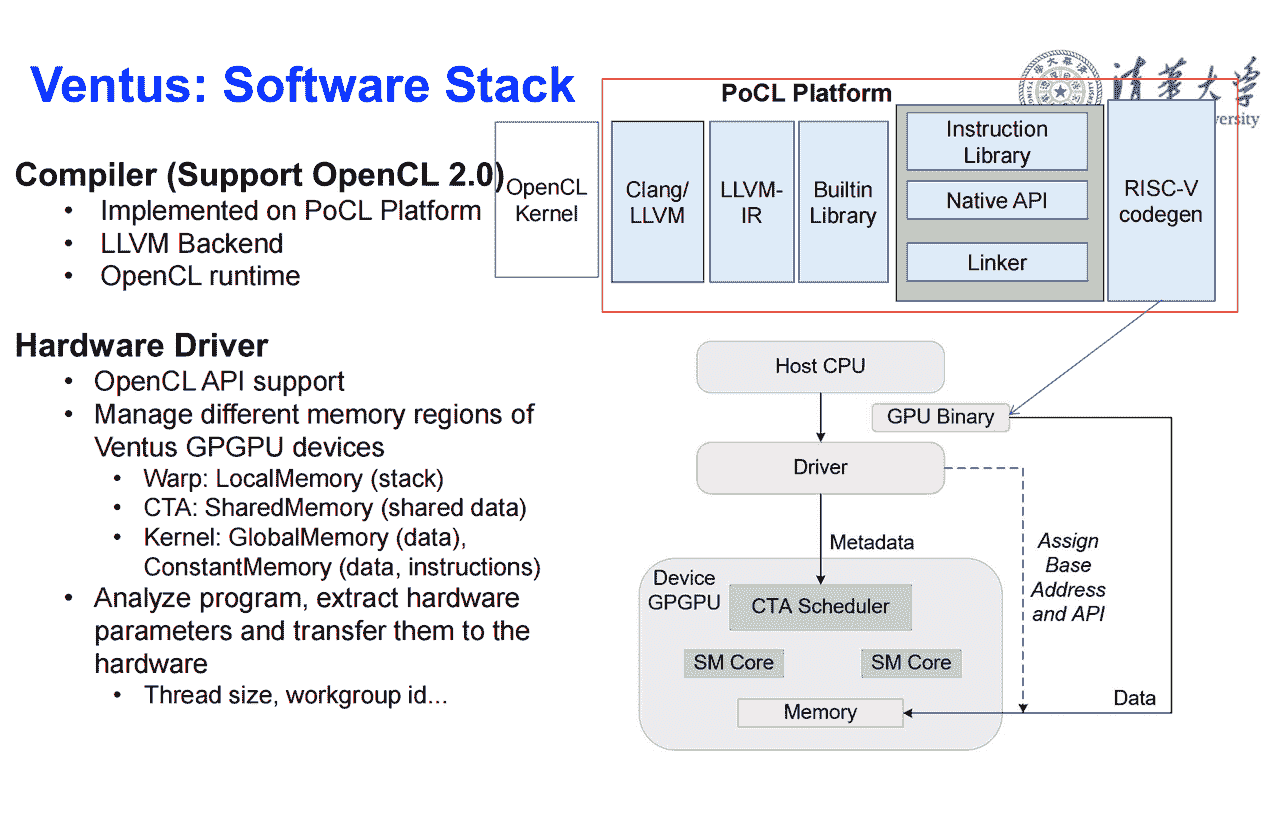 Ventus: Software Stack
清华大学
versity
Compiler (Support OpenCL 2.0)
• Implemented on PoCL Platform
• LLVM Backend
• OpenCL runtime
Hardware Driver
• OpenCL API support
• Manage different memory regions of
Ventus GPGPU devices
• Warp: LocalMemory (stack)
• CTA: SharedMemory (shared data)
• Kernel: GlobalMemory (data),
ConstantMemory (data, instructions)
• Analyze program, extract hardware
parameters and transfer them to the
hardware
• Thread size, workgroup id...
PoCL Platform
OpenCL
Kernel
Clang/
LLVM
LLVM-
IR
Builtin
Library
Instruction
Library
Native API
Linker
RISC-V
codegen
Host CPU
GPU Binary
Driver
Metadata
Assign
Base
Address
and API
Device
GPGPU
CTA Scheduler
SM Core
SM Core
Memory
Data